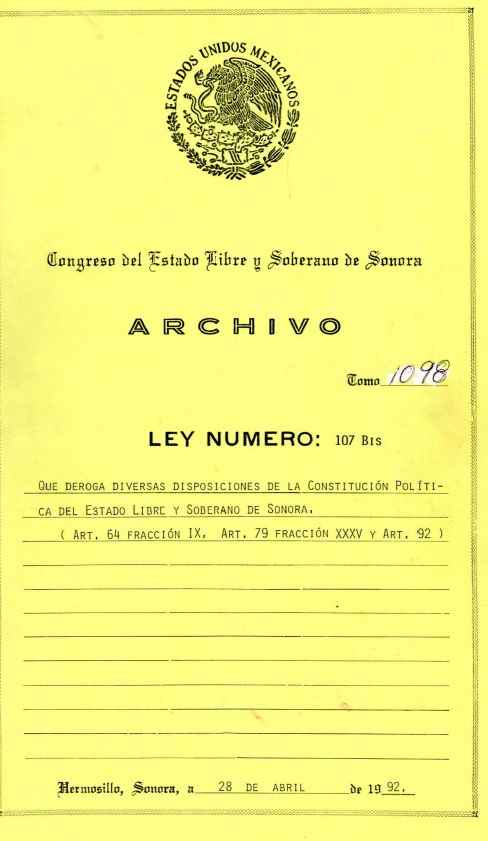 ESTADOS UNIDOS MEXICANOS
Congreso del Estado Libre y Soberano de Sonora
ARCHIVO
Tomo 1098
LEY NUMERO: 107 BIS
QUE DEROGA DIVERSAS DISPOSICIONES DE LA CONSTITUCIÓN POLÍTI-
CA DEL ESTADO LIBRE Y SOBERANO DE SONORA.
( ART. 64 FRACCIÓN IX, ART. 79 FRACCIÓN XXXV Y ART. 92 )
Hermosillo, Sonora, a 28 DE ABRIL de 19 92.